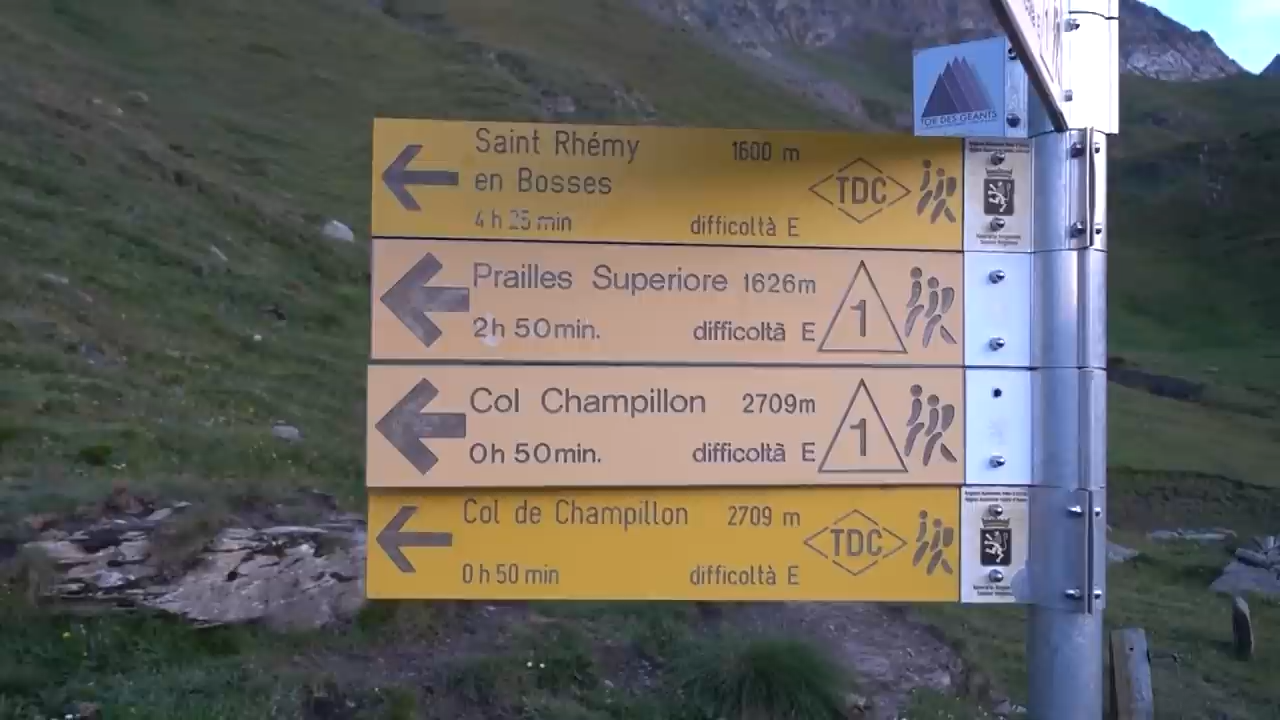 TOR DES GEANTS
Saint Rhémy 1600 m
en Bosses
4 h 25 min difficoltà E
TDC
Prailles Superiore 1626m
2h 50min. difficoltà E
1
Col Champillon 2709m
0h 50min. difficoltà E
1
Col de Champillon 2709 m
0 h 50 min difficoltà E
TDC